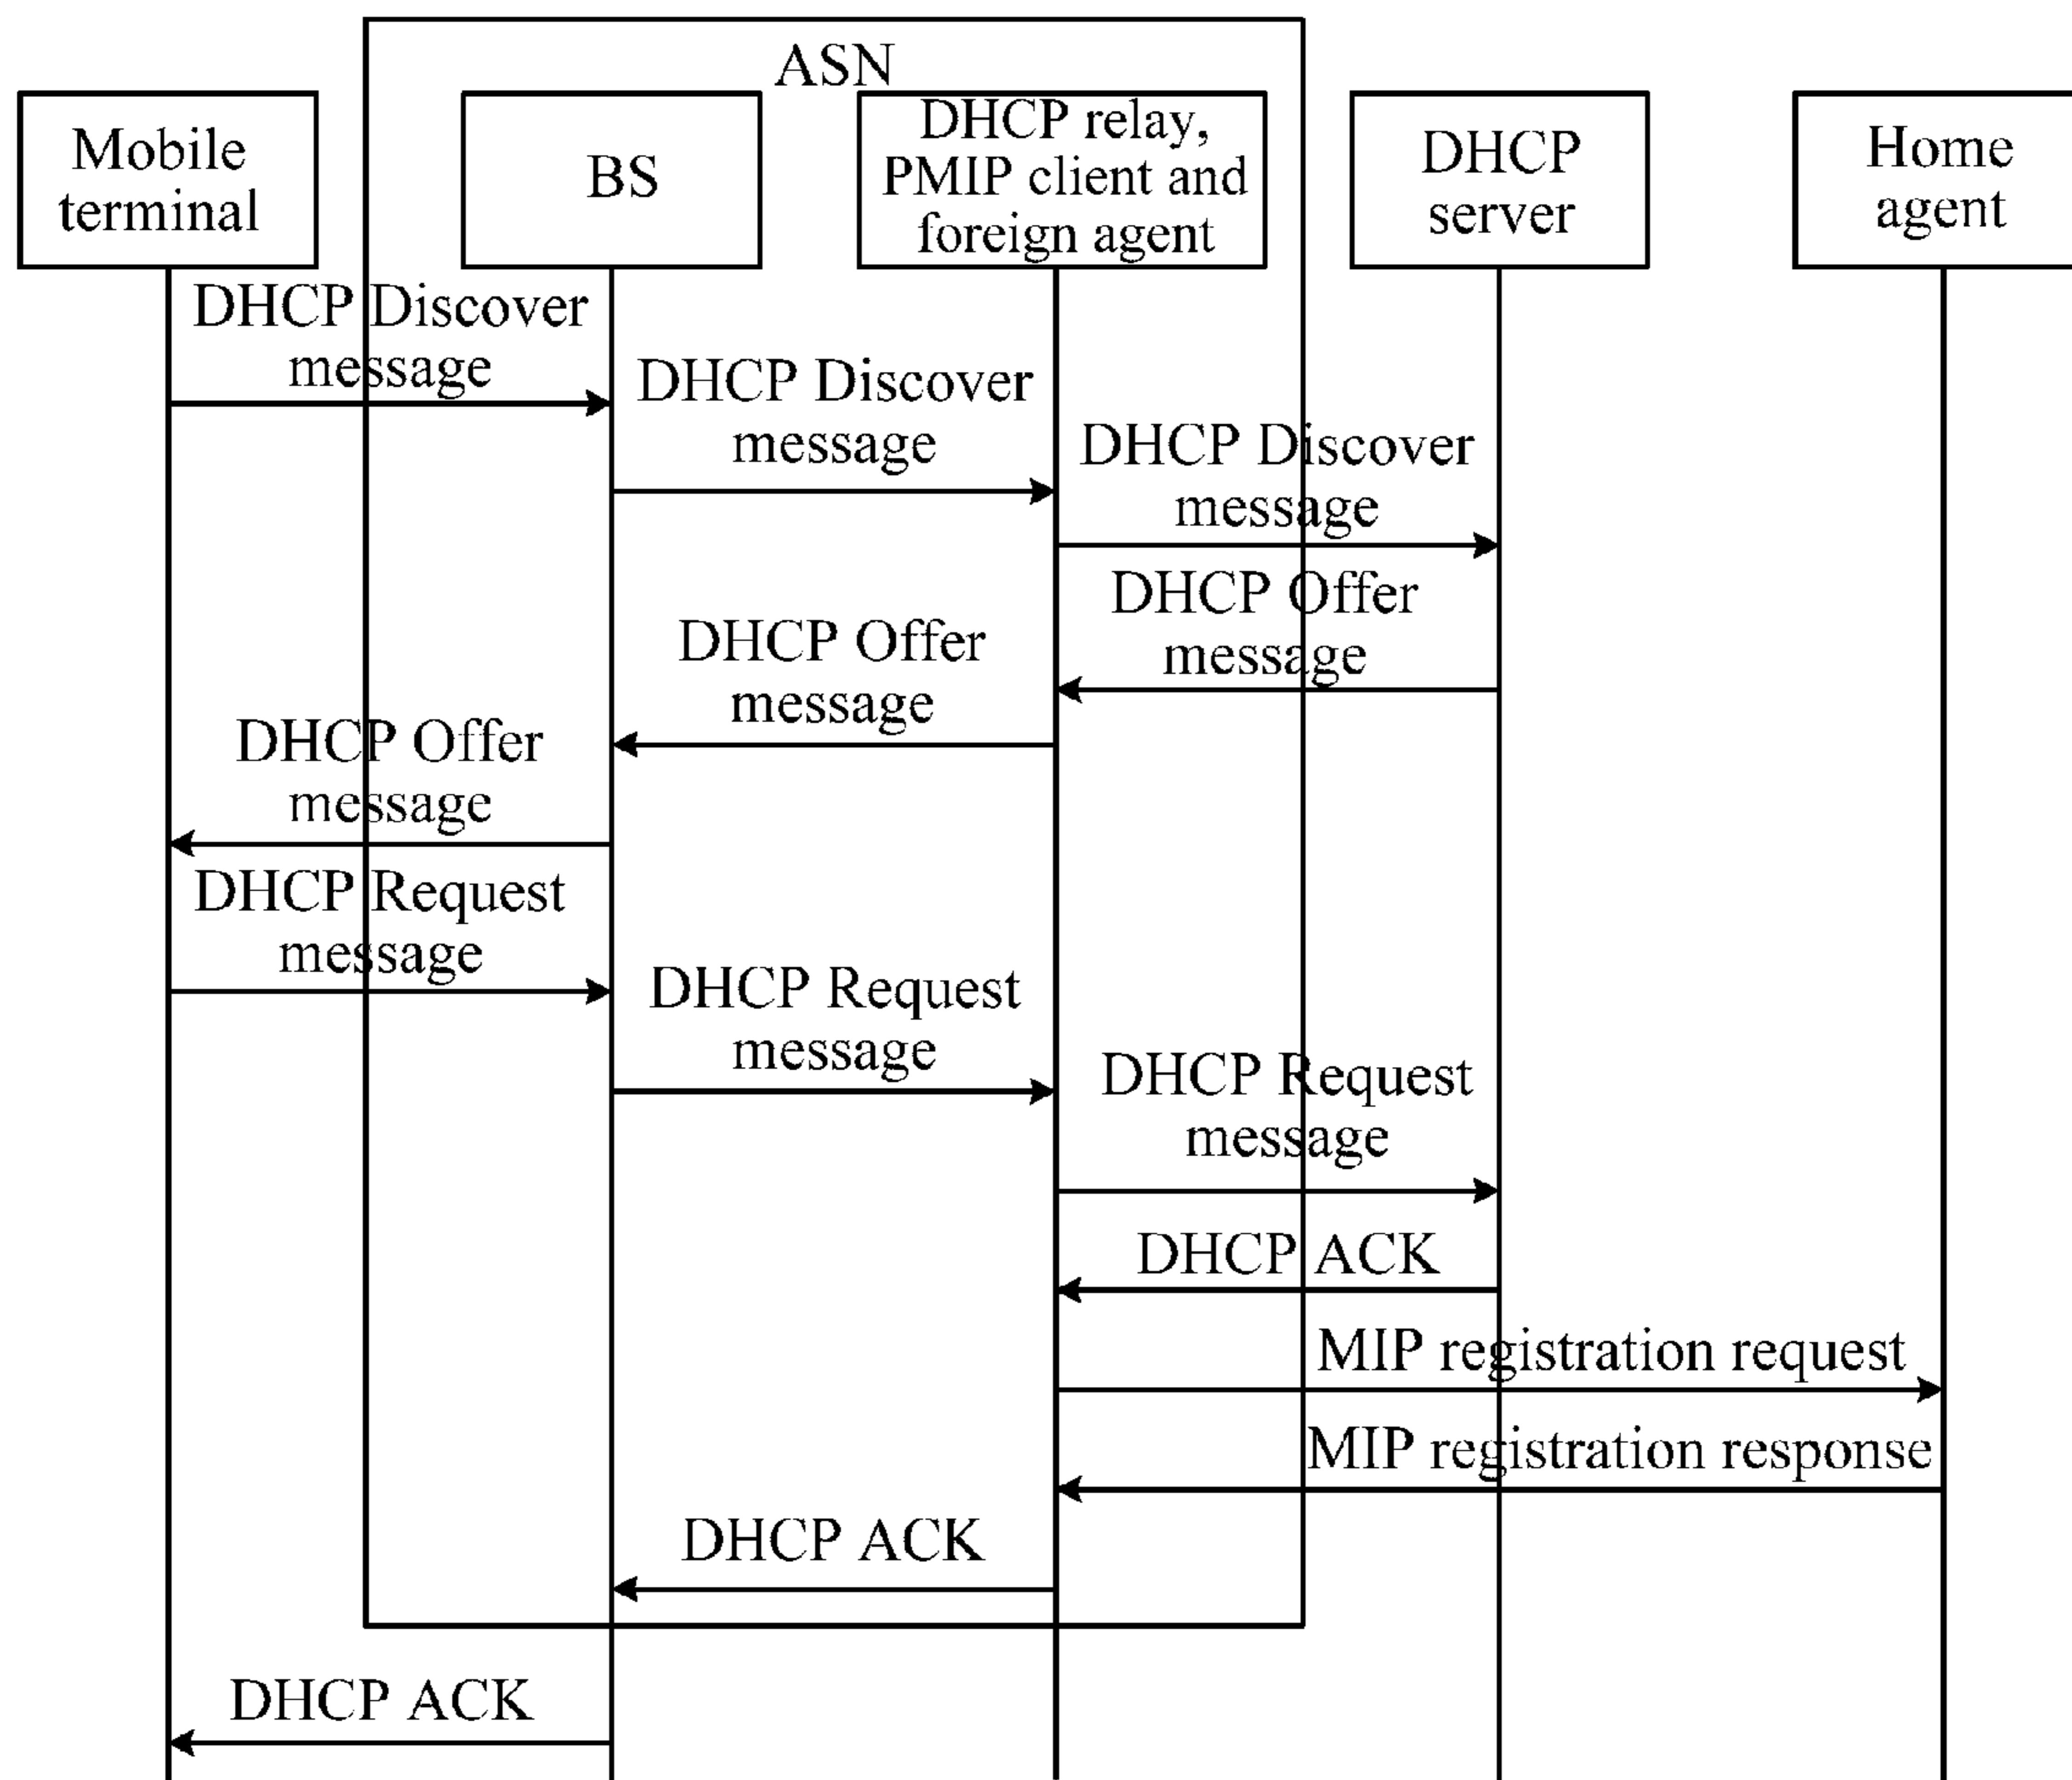 ASN
Mobile
terminal
BS
DHCP relay,
PMIP client and
foreign agent
DHCP
server
Home
agent
DHCP Discover
message
DHCP Discover
message
DHCP Discover
message
DHCP Offer
message
DHCP Offer
message
DHCP Offer
message
DHCP Request
message
DHCP Request
message
DHCP Request
message
DHCP ACK
MIP registration request
MIP registration response
DHCP ACK
DHCP ACK